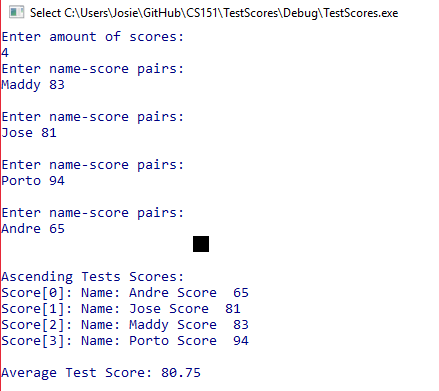 Select C:\Users\Josie\GitHub\CS151\TestScores\Debug\TestScores.exe
Enter amount of scores:
4
Enter name-score pairs:
Maddy 83
Enter name-score pairs:
Jose 81
Enter name-score pairs:
Porto 94
Enter name-score pairs:
Andre 65
Ascending Tests Scores:
Score[0]: Name: Andre Score  65
Score[1]: Name: Jose Score  81
Score[2]: Name: Maddy Score  83
Score[3]: Name: Porto Score  94
Average Test Score: 80.75